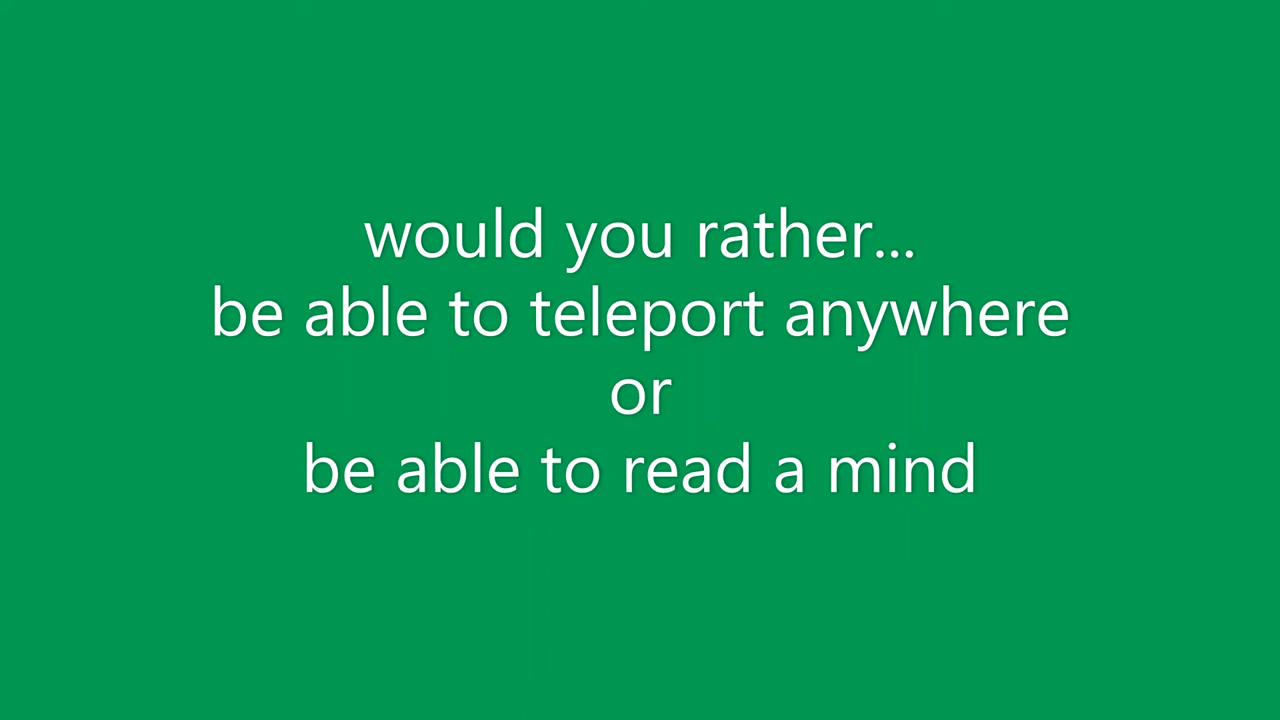 would you rather...
be able to teleport anywhere
or
be able to read a mind